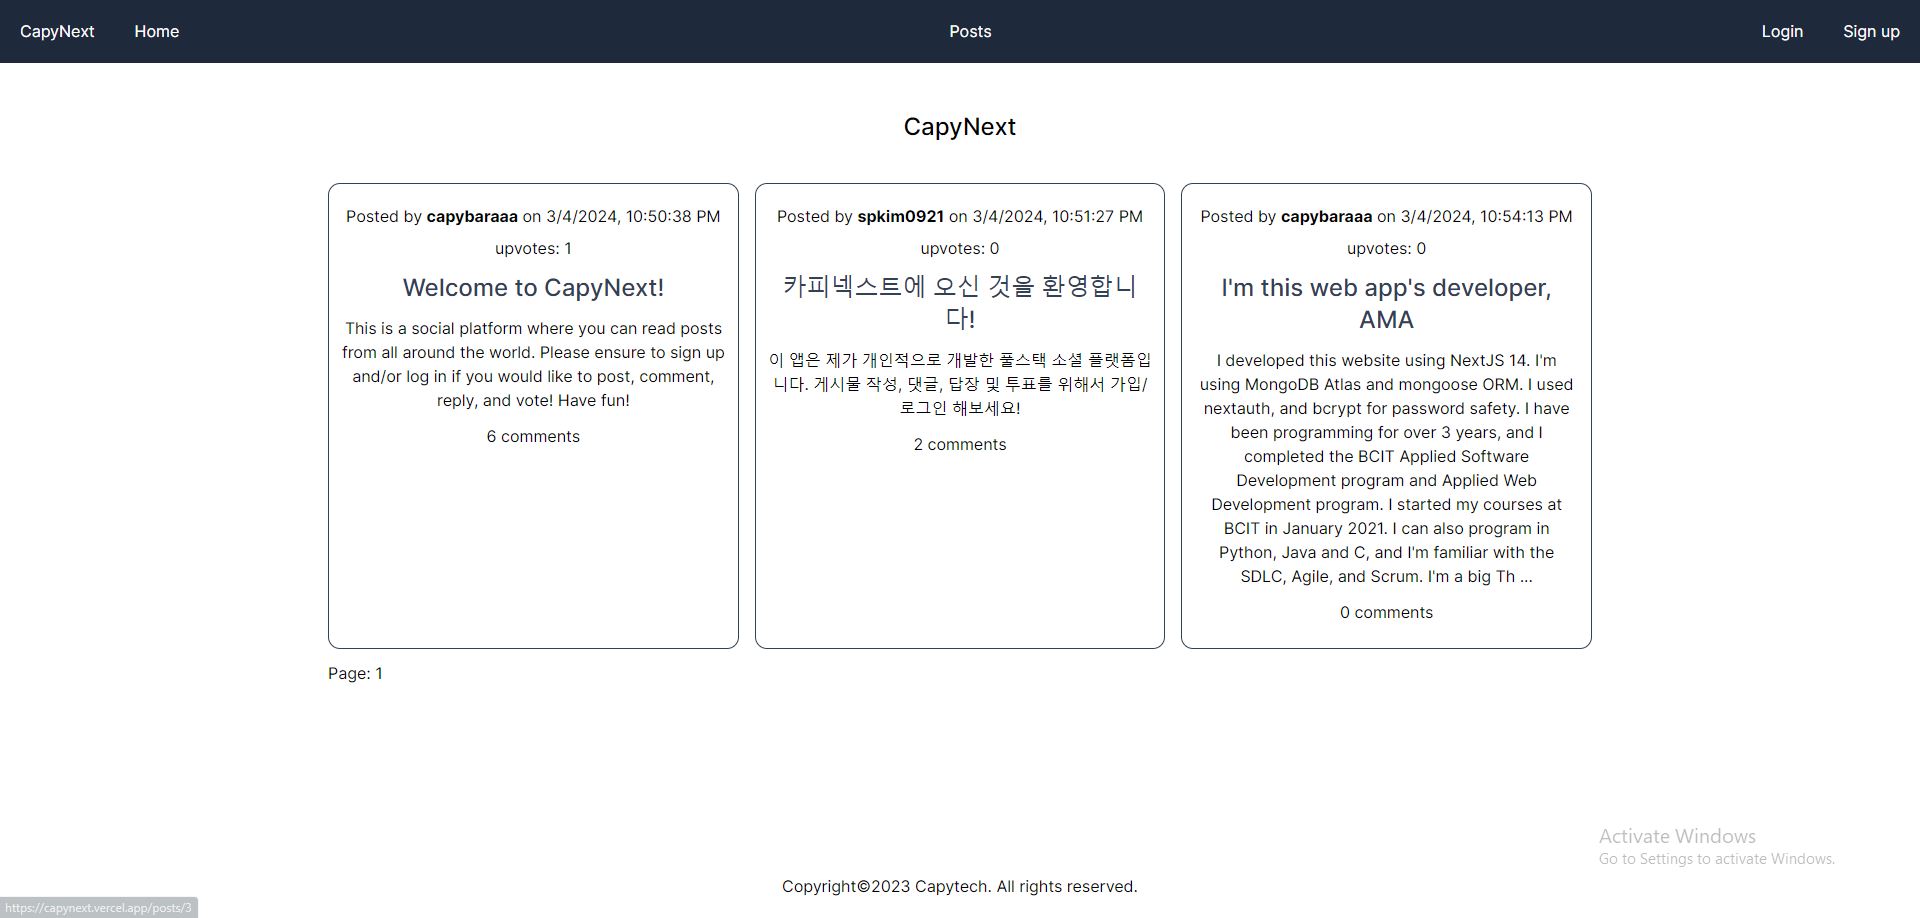 CapyNext Home Posts Login Sign up
CapyNext
Posted by capybaraaa on 3/4/2024, 10:50:38 PM
upvotes: 1
Welcome to CapyNext!
This is a social platform where you can read posts
from all around the world. Please ensure to sign up
and/or log in if you would like to post, comment,
reply, and vote! Have fun!
6 comments
Posted by spkim0921 on 3/4/2024, 10:51:27 PM
upvotes: 0
카피넥스트에 오신 것을 환영합니
다!
이 앱은 제가 개인적으로 개발한 풀스택 소셜 플랫폼입
니다. 게시물 작성, 댓글, 답장 및 투표를 위해서 가입/
로그인 해보세요!
2 comments
Posted by capybaraaa on 3/4/2024, 10:54:13 PM
upvotes: 0
I'm this web app's developer,
AMA
I developed this website using NextJS 14. I'm
using MongoDB Atlas and mongoose ORM. I used
nextauth, and bcrypt for password safety. I have
been programming for over 3 years, and I
completed the BCIT Applied Software
Development program and Applied Web
Development program. I started my courses at
BCIT in January 2021. I can also program in
Python, Java and C, and I'm familiar with the
SDLC, Agile, and Scrum. I'm a big Th ...
0 comments
Page: 1
Activate Windows
Go to Settings to activate Windows.
Copyright©2023 Capytech. All rights reserved.
https://capynext.vercel.app/posts/3